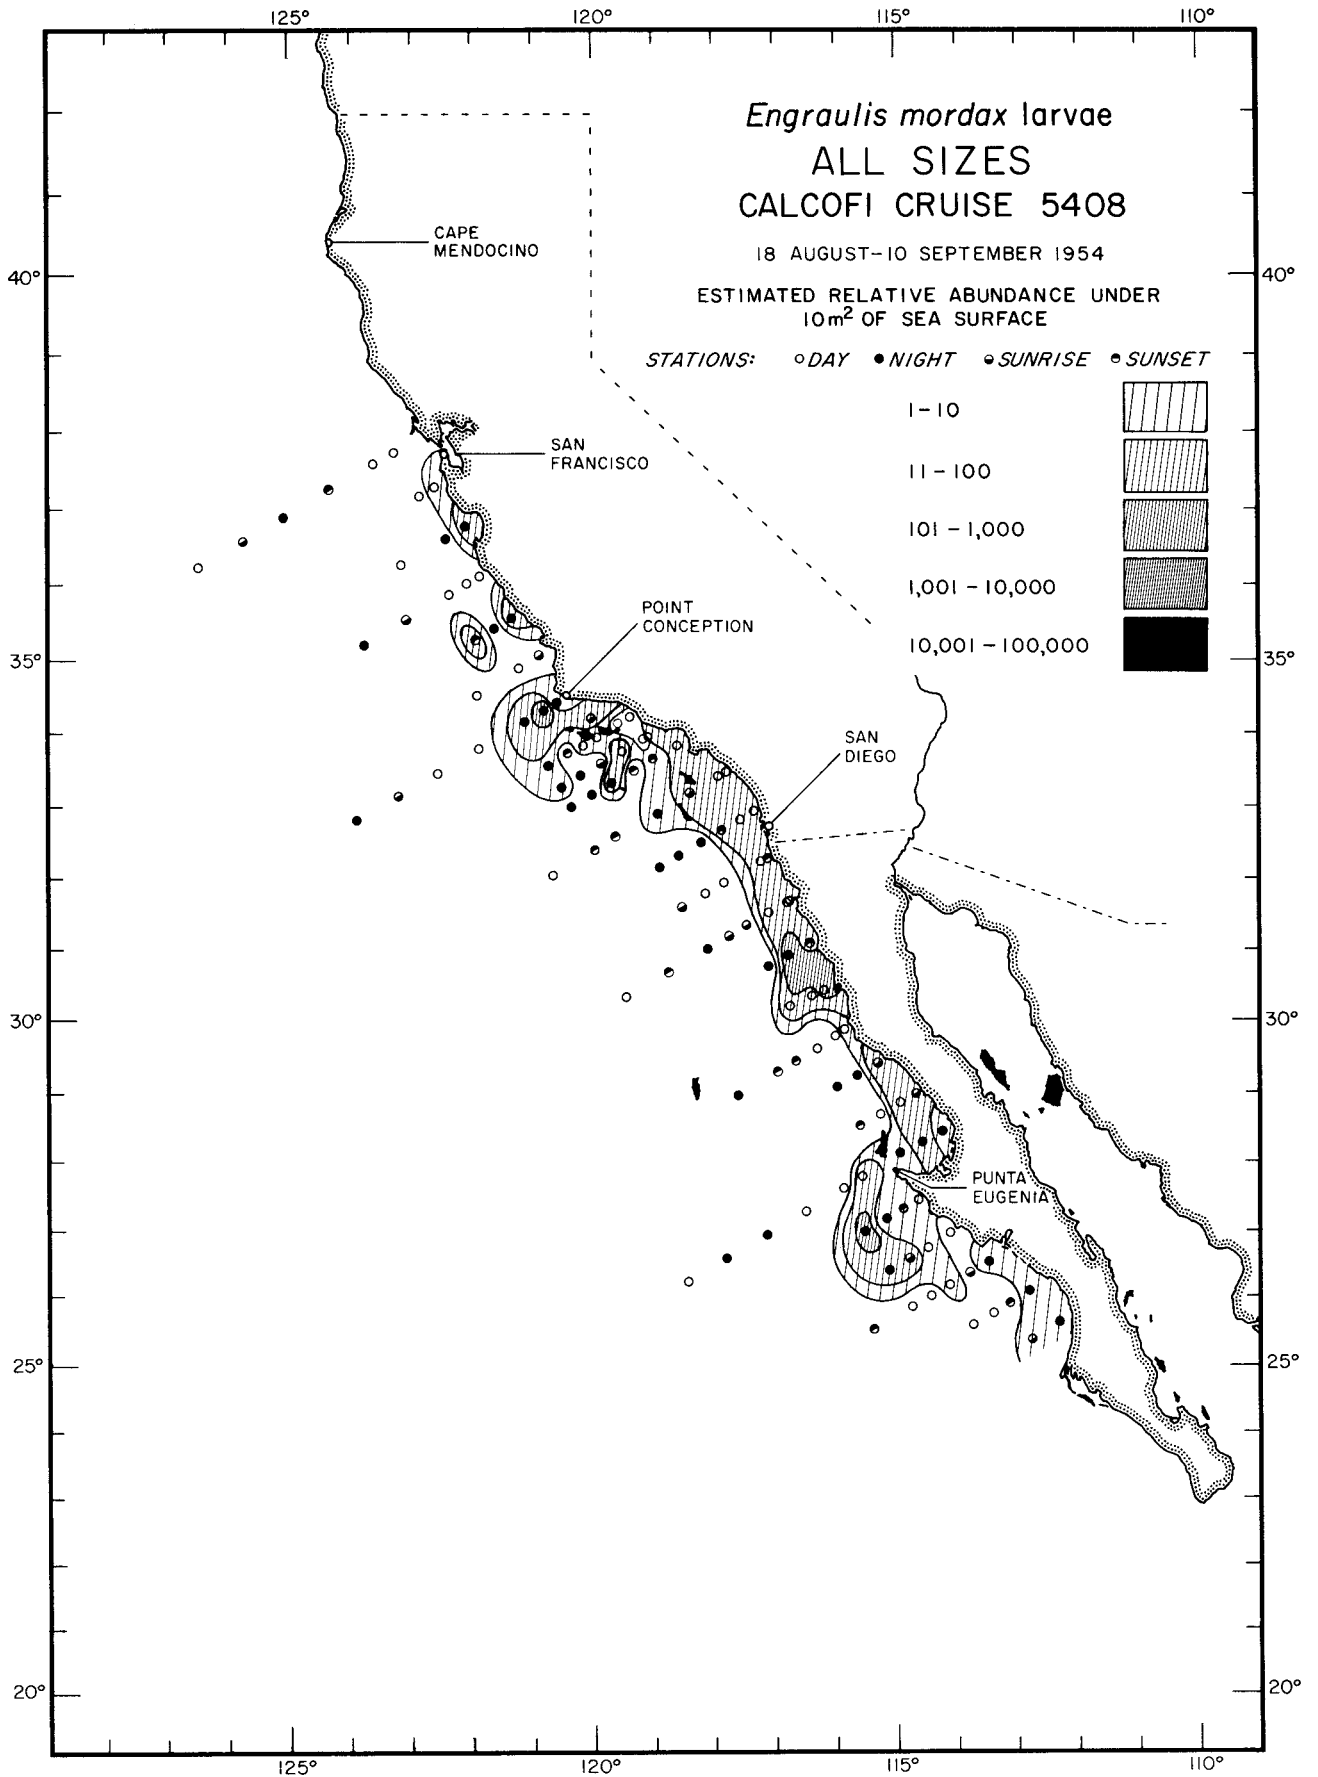 125° 120° 115° 110°
Engraulis mordax larvae
ALL SIZES
CALCOFI CRUISE 5408
18 AUGUST–10 SEPTEMBER 1954
ESTIMATED RELATIVE ABUNDANCE UNDER
10m² OF SEA SURFACE
STATIONS: DAY NIGHT SUNRISE SUNSET
1–10
11–100
101–1,000
1,001–10,000
10,001–100,000
CAPE
MENDOCINO
40° 40°
SAN
FRANCISCO
POINT
CONCEPTION
35° 35°
SAN
DIEGO
30° 30°
PUNTA
EUGENIA
25° 25°
20° 20°
125° 120° 115° 110°